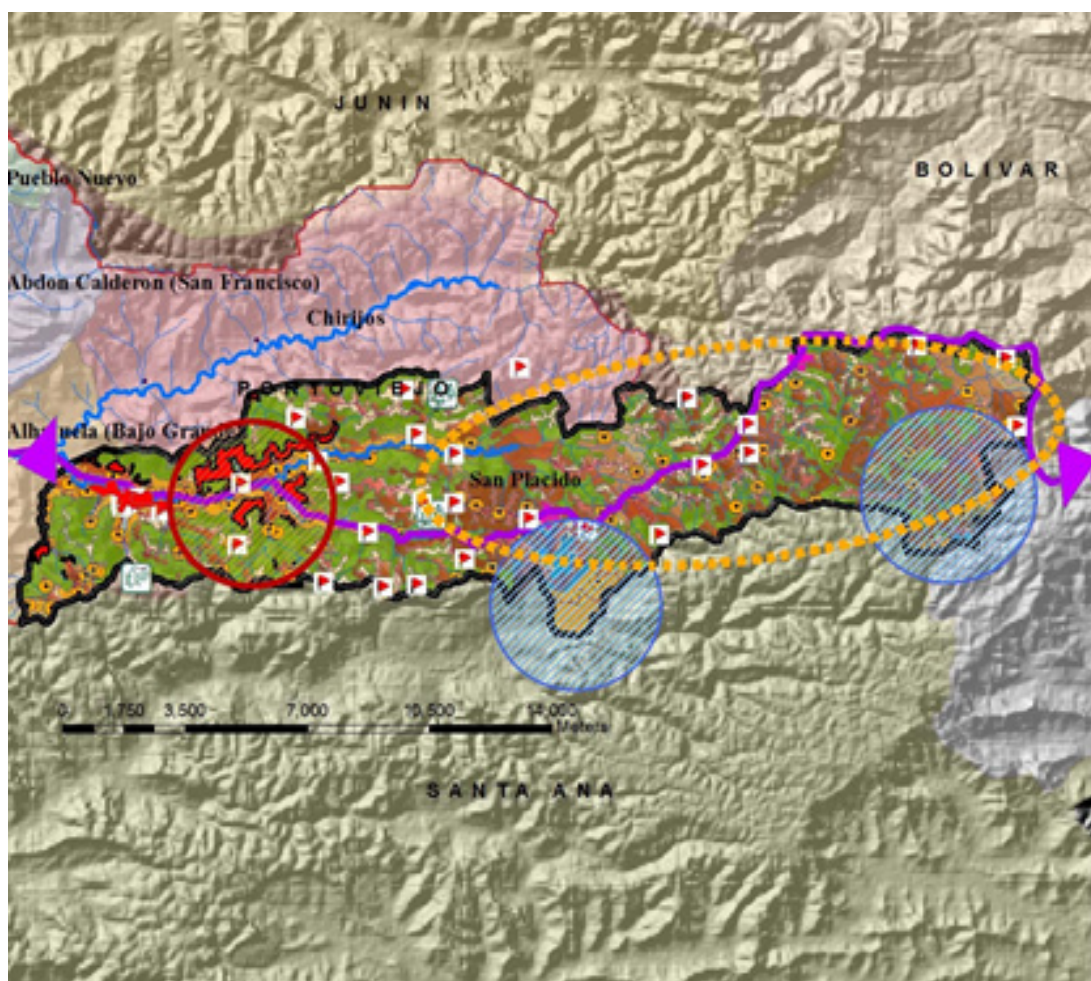 JUNIN
BOLIVAR
Pueblo Nuevo
Abdon Calderon (San Francisco)
Chirijos
PORTOVIEJO
San Placido
0 1,750 3,500 7,000 10,500 14,000
Meters
SANTA ANA